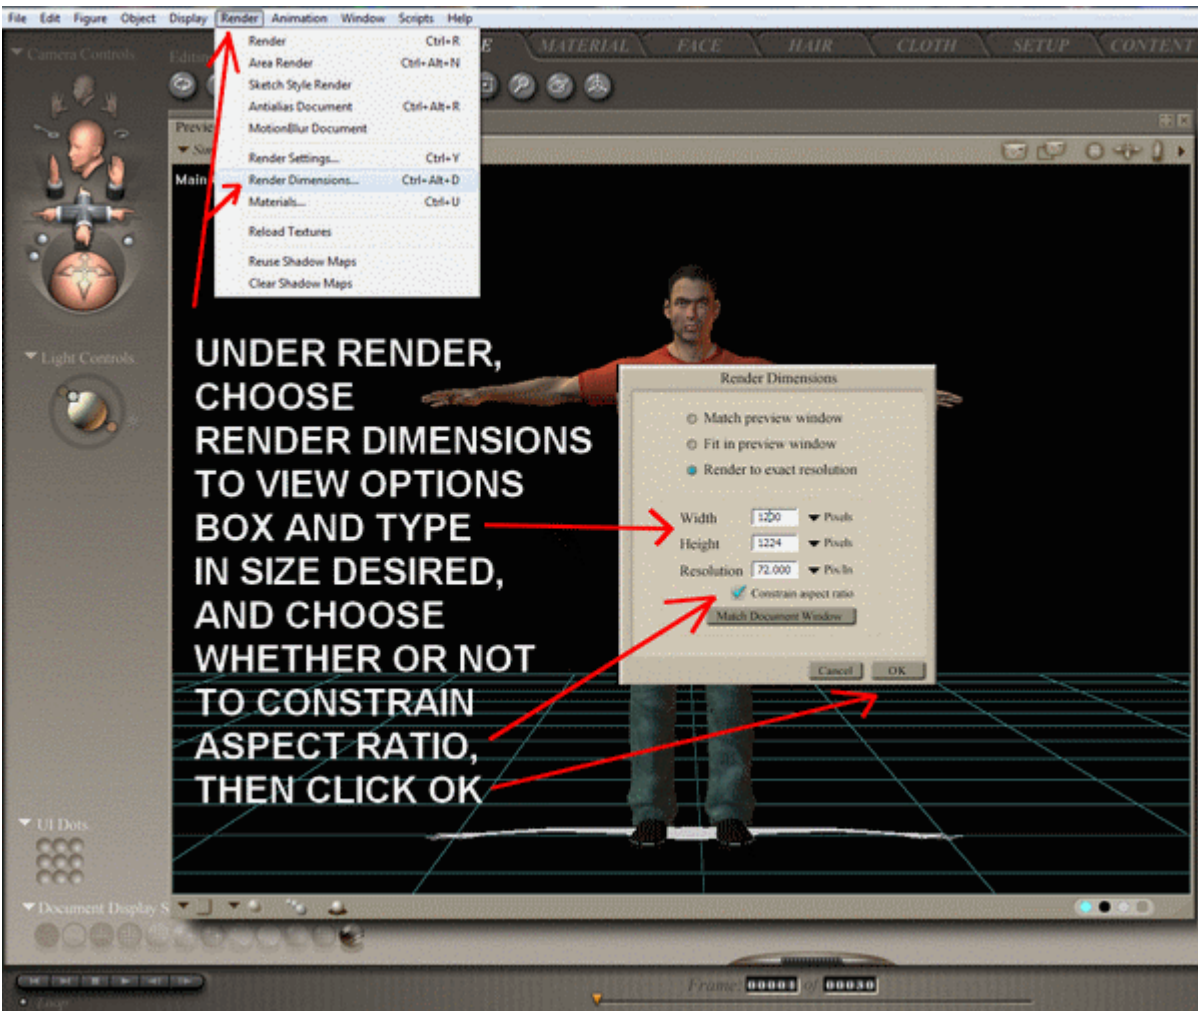 File Edit Figure Object Display Render Animation Window Scripts Help
Camera Controls
MATERIAL FACE HAIR CLOTH SETUP CONTENT
Render Ctrl+R
Area Render Ctrl+Alt+N
Sketch Style Render
Antialias Document Ctrl+Alt+R
MotionBlur Document
Render Settings... Ctrl+Y
Render Dimensions... Ctrl+Alt+D
Materials... Ctrl+U
Reload Textures
Reuse Shadow Maps
Clear Shadow Maps
Main
Light Controls
UNDER RENDER,
CHOOSE
RENDER DIMENSIONS
TO VIEW OPTIONS
BOX AND TYPE
IN SIZE DESIRED,
AND CHOOSE
WHETHER OR NOT
TO CONSTRAIN
ASPECT RATIO,
THEN CLICK OK
Render Dimensions
Match preview window
Fit in preview window
Render to exact resolution
Width 1200 Pixels
Height 1224 Pixels
Resolution 72.000 Pix/In
Constrain aspect ratio
Match Document Window
Cancel OK
UI Dots
Document Display S
Frame: 00001 of 00030
Loop